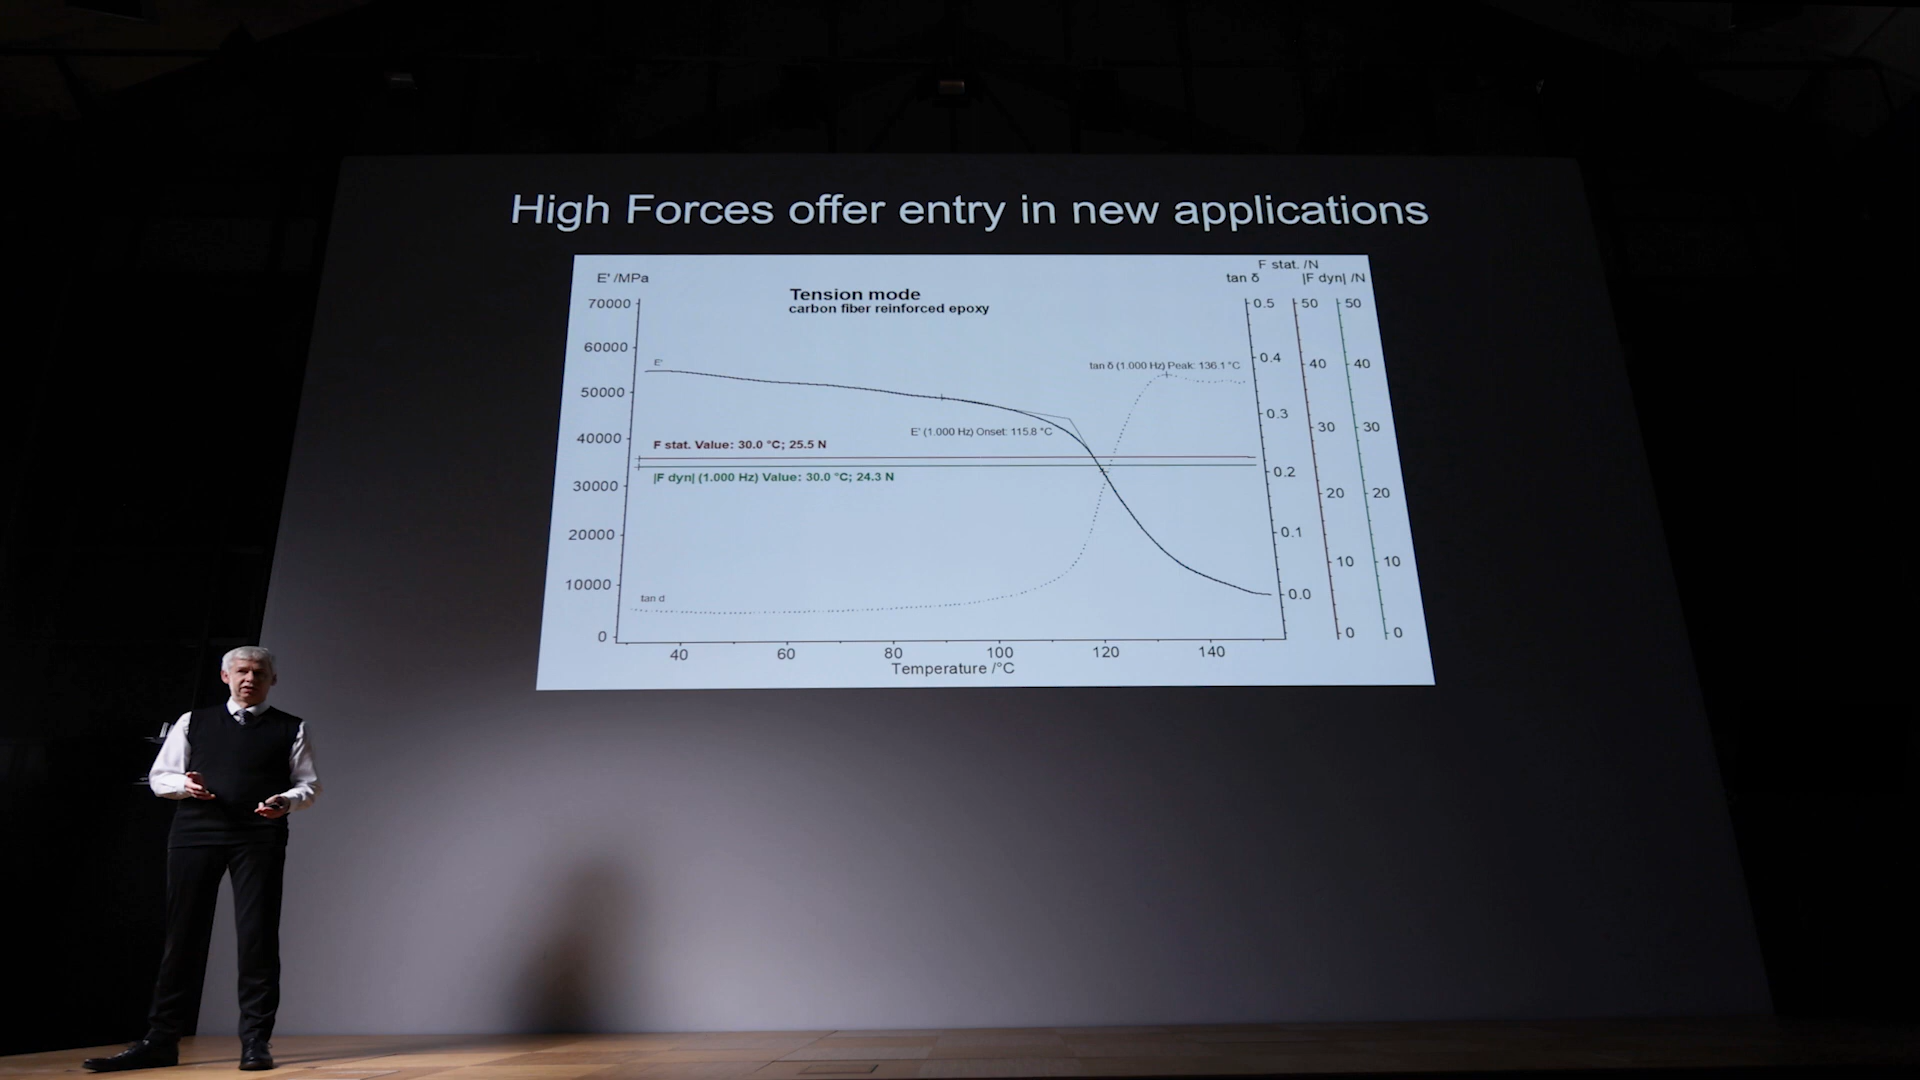 High Forces offer entry in new applications
E' /MPa
Tension mode
carbon fiber reinforced epoxy
F stat. /N
tan δ
|F dyn| /N
70000
60000
50000
40000
30000
20000
10000
0
E'
tan δ (1.000 Hz) Peak: 136.1 °C
E' (1.000 Hz) Onset: 115.8 °C
F stat. Value: 30.0 °C; 25.5 N
|F dyn| (1.000 Hz) Value: 30.0 °C; 24.3 N
tan d
0.5
0.4
0.3
0.2
0.1
0.0
50
40
30
20
10
0
50
40
30
20
10
0
40 60 80 100 120 140
Temperature /°C